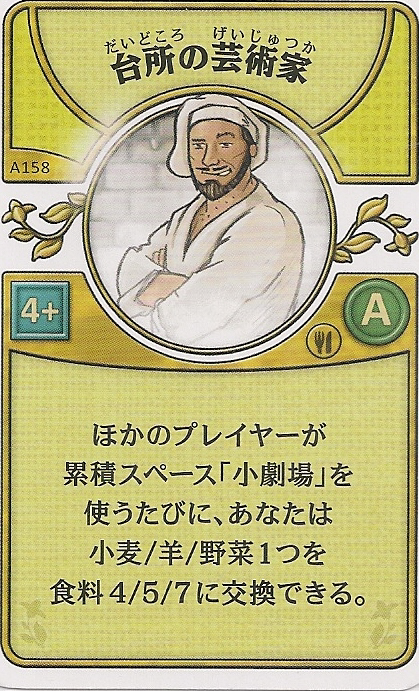 だいどころ げいじゅつか
台所の芸術家
A158
4+
A
ほかのプレイヤーが
累積スペース「小劇場」を
使うたびに、あなたは
小麦/羊/野菜1つを
食料4/5/7に交換できる。